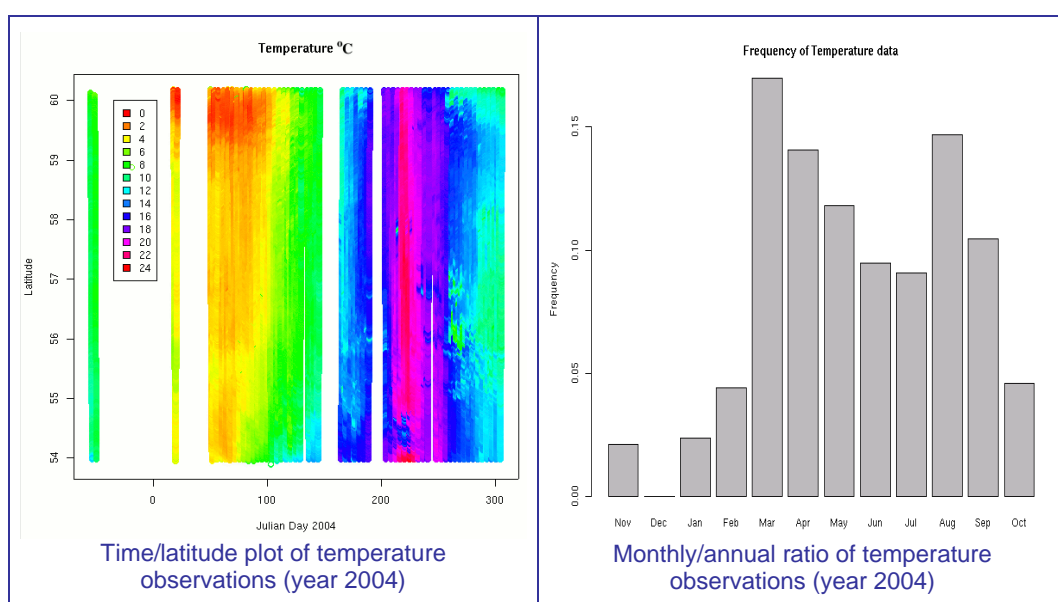 Temperature °C
Latitude
60
59
58
57
56
55
54
0
2
4
6
8
10
12
14
16
18
20
22
24
0
100
200
300
Julian Day 2004
Time/latitude plot of temperature
observations (year 2004)
Frequency of Temperature data
Frequency
0.15
0.10
0.05
0.00
Nov Dec Jan Feb Mar Apr May Jun Jul Aug Sep Oct
Monthly/annual ratio of temperature
observations (year 2004)